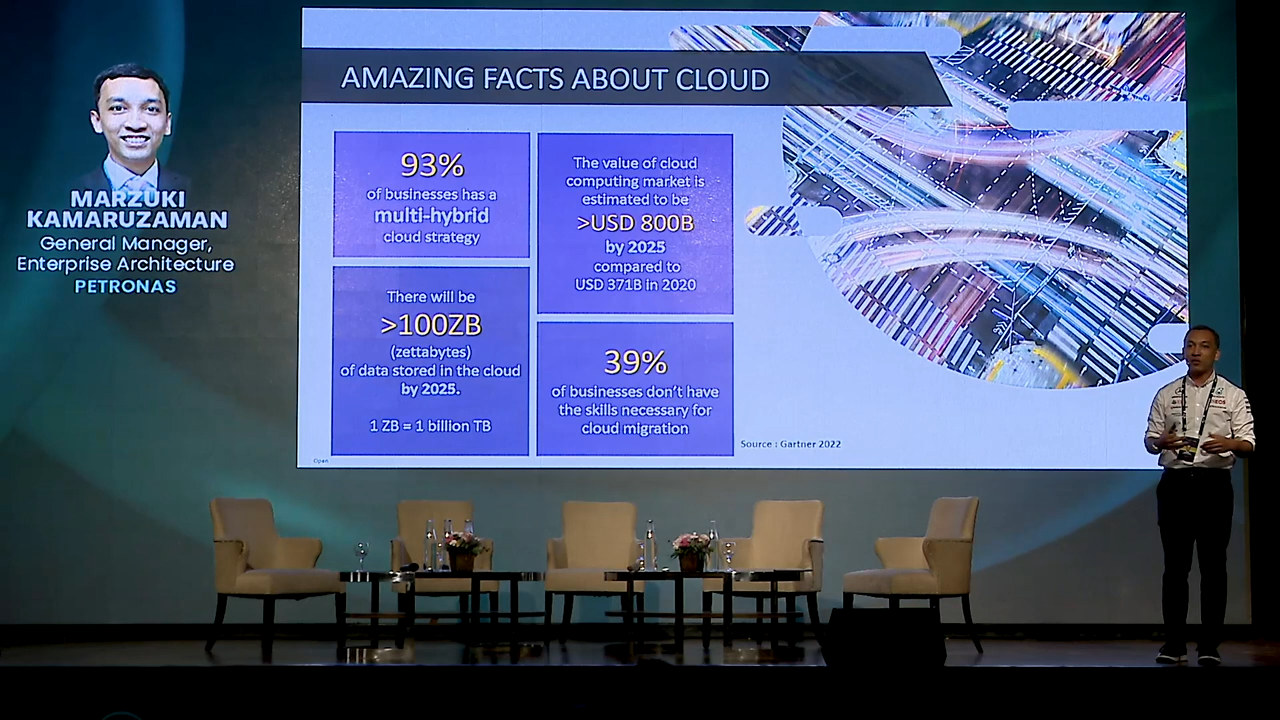 AMAZING FACTS ABOUT CLOUD
MARZUKI
KAMARUZAMAN
General Manager,
Enterprise Architecture
PETRONAS
93%
of businesses has a
multi-hybrid
cloud strategy
The value of cloud
computing market is
estimated to be
>USD 800B
by 2025
compared to
USD 371B in 2020
There will be
>100ZB
(zettabytes)
of data stored in the cloud
by 2025.
1 ZB = 1 billion TB
39%
of businesses don't have
the skills necessary for
cloud migration
Source : Gartner 2022
Open